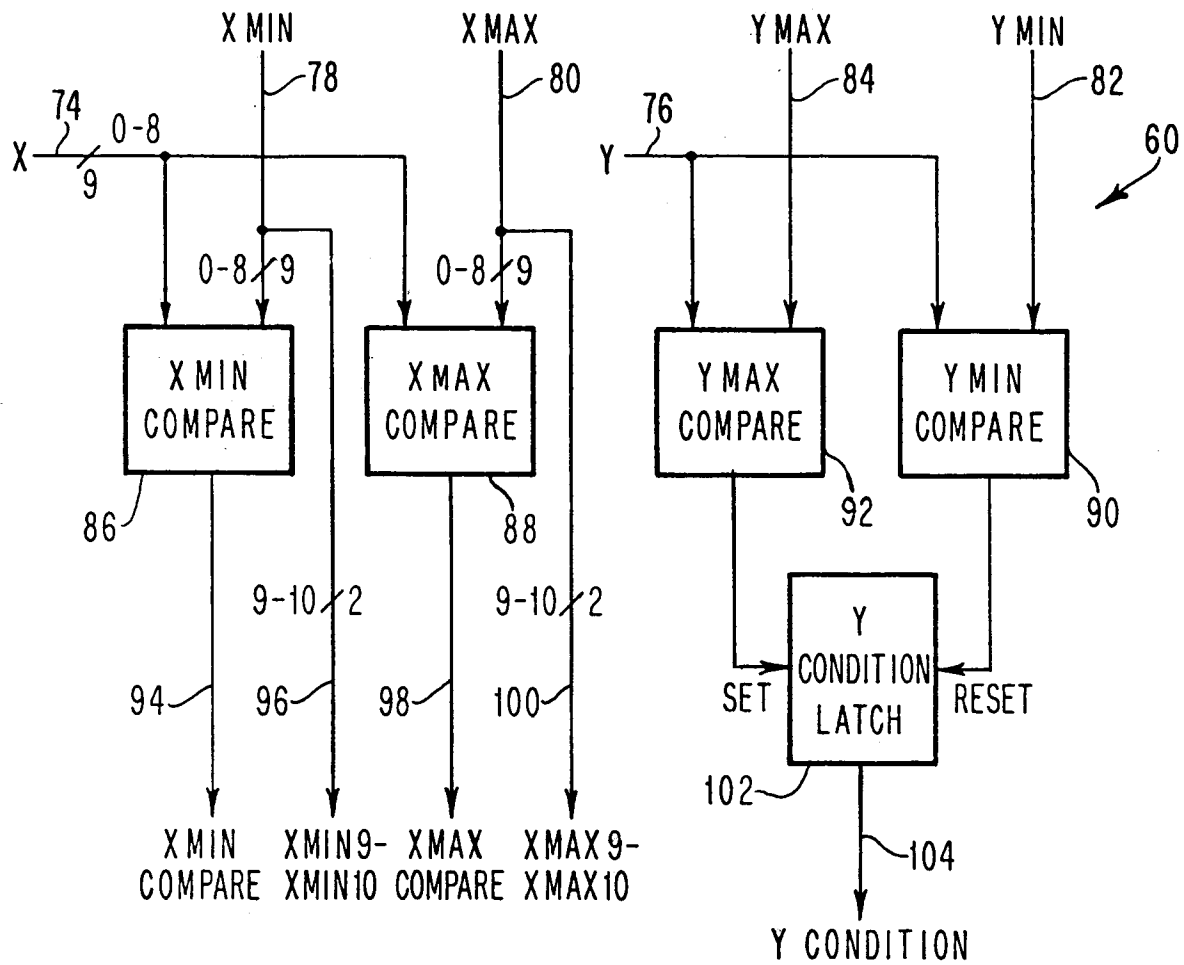 X MIN
X MAX
Y MAX
Y MIN
78
80
84
82
74
0-8
76
60
X
9
Y
0-8 9
0-8 9
X MIN
COMPARE
X MAX
COMPARE
Y MAX
COMPARE
Y MIN
COMPARE
86
88
92
90
9-10 2
9-10 2
Y
CONDITION
LATCH
SET
RESET
94
96
98
100
102
X MIN
COMPARE
XMIN9-
XMIN10
XMAX
COMPARE
XMAX9-
XMAX10
104
Y CONDITION